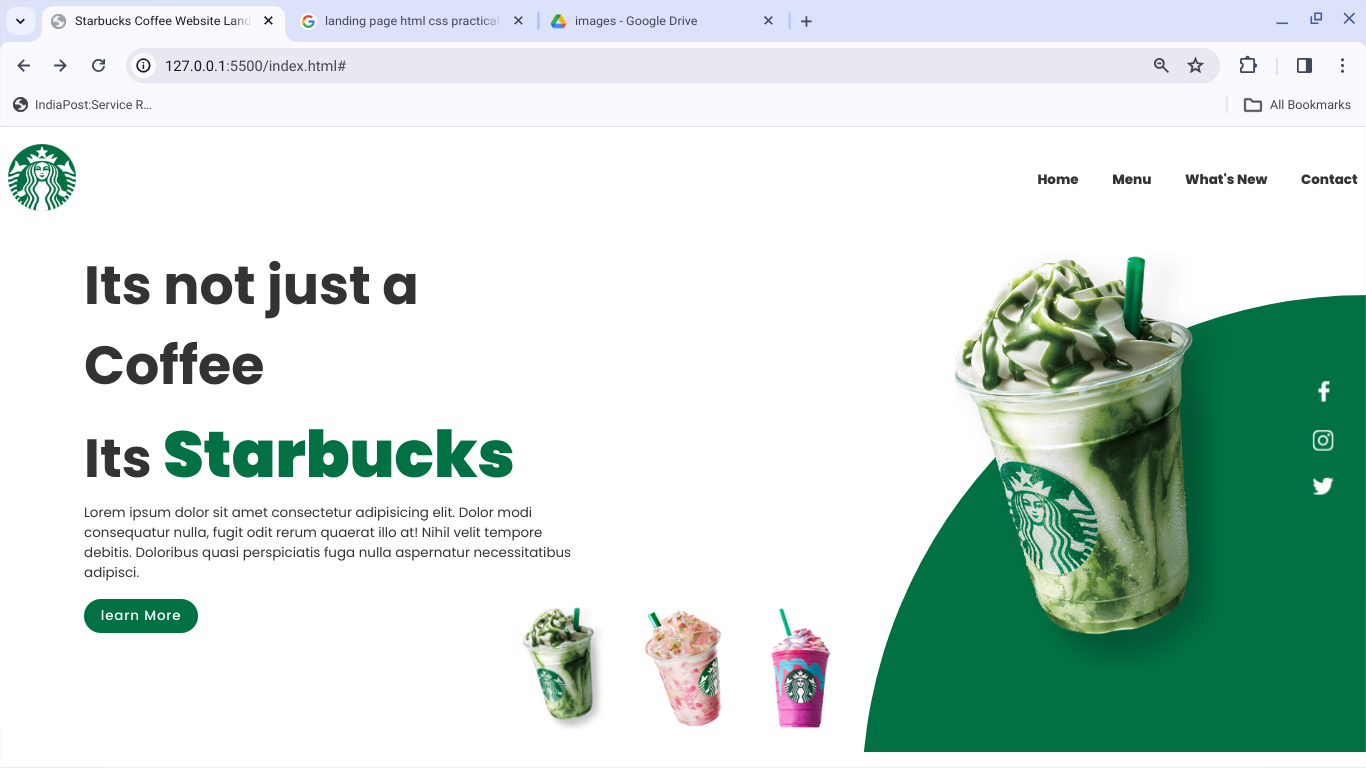 Starbucks Coffee Website Land
landing page html css practical
images - Google Drive
127.0.0.1:5500/index.html#
IndiaPost:Service R...
All Bookmarks
Home Menu What's New Contact
Its not just a
Coffee
Its Starbucks
Lorem ipsum dolor sit amet consectetur adipisicing elit. Dolor modi
consequatur nulla, fugit odit rerum quaerat illo at! Nihil velit tempore
debitis. Doloribus quasi perspiciatis fuga nulla aspernatur necessitatibus
adipisci.
learn More